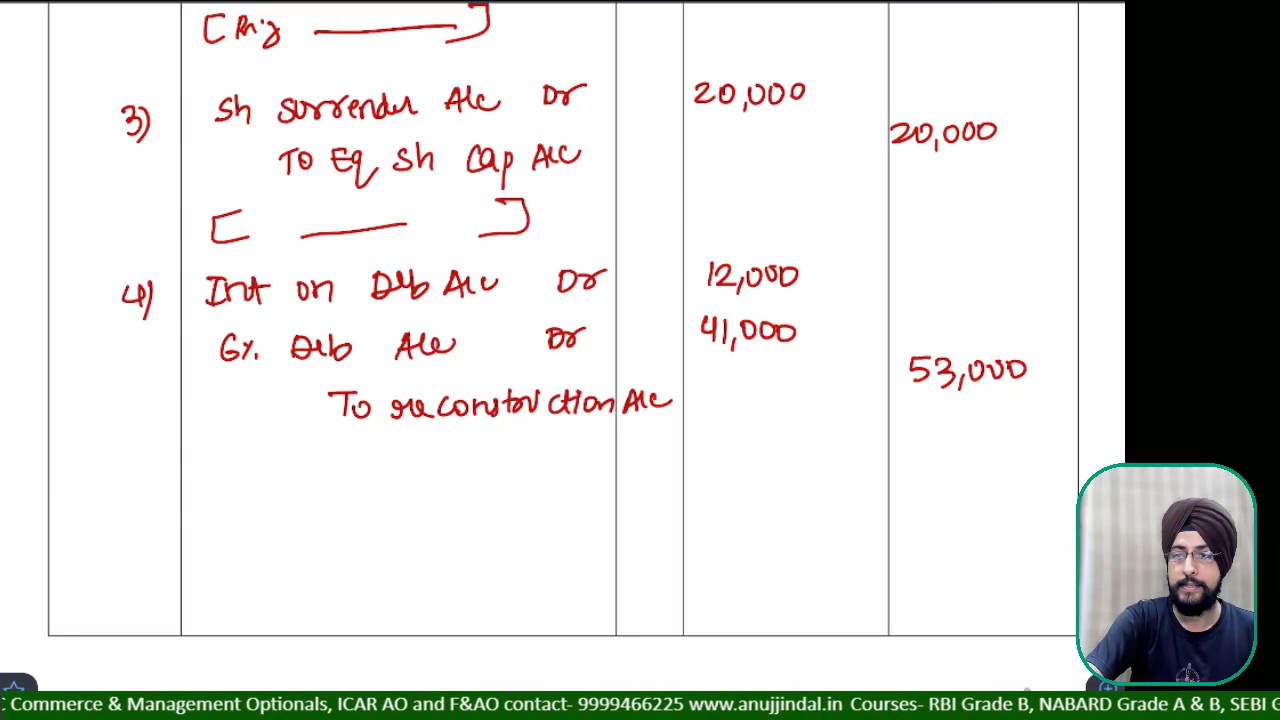 [Being ———]
3) Sh surrender A/c Dr 20,000
To Eq Sh Cap A/c 20,000
[ ——— ]
4) Int on Deb A/c Dr 12,000
6% Deb A/c Dr 41,000
To reconstruction A/c 53,000
C Commerce & Management Optionals, ICAR AO and F&AO contact- 9999466225 www.anujjindal.in Courses- RBI Grade B, NABARD Grade A & B, SEBI G